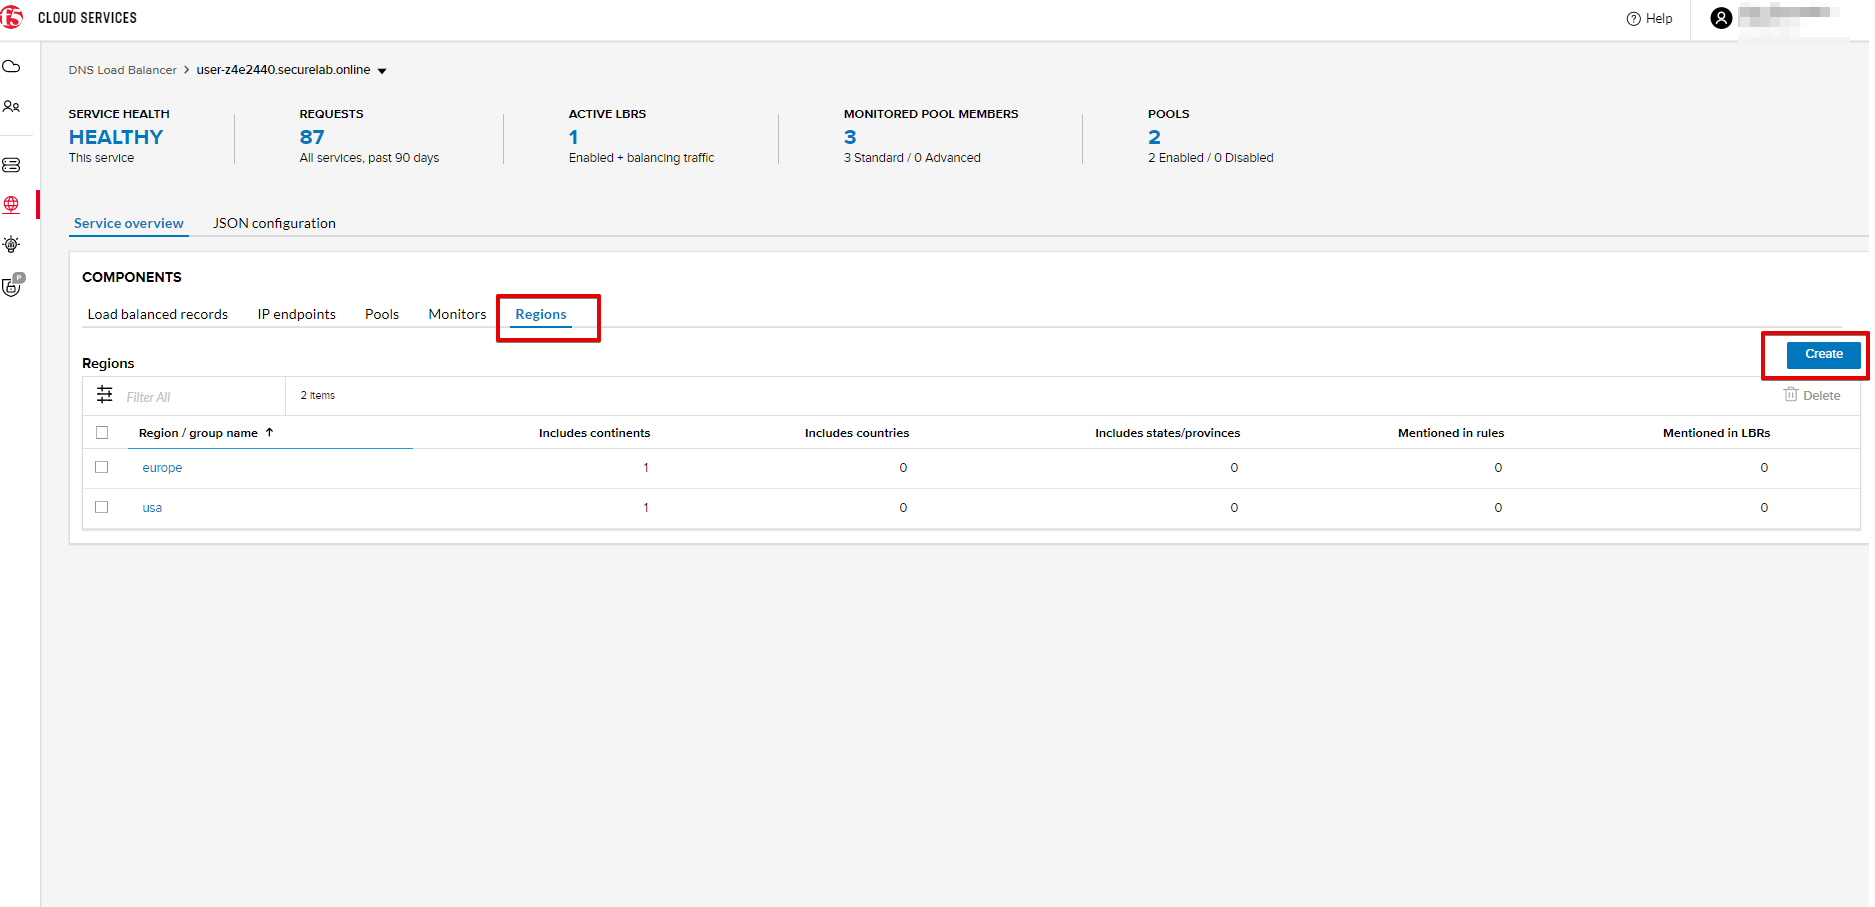 f5 CLOUD SERVICES
Help
DNS Load Balancer > user-z4e2440.securelab.online
SERVICE HEALTH
HEALTHY
This service
REQUESTS
87
All services, past 90 days
ACTIVE LBRS
1
Enabled + balancing traffic
MONITORED POOL MEMBERS
3
3 Standard / 0 Advanced
POOLS
2
2 Enabled / 0 Disabled
P
Service overview JSON configuration
COMPONENTS
Load balanced records IP endpoints Pools Monitors Regions
Create
Regions
Filter All 2 items Delete
Region / group name Includes continents Includes countries Includes states/provinces Mentioned in rules Mentioned in LBRs
europe 1 0 0 0 0
usa 1 0 0 0 0